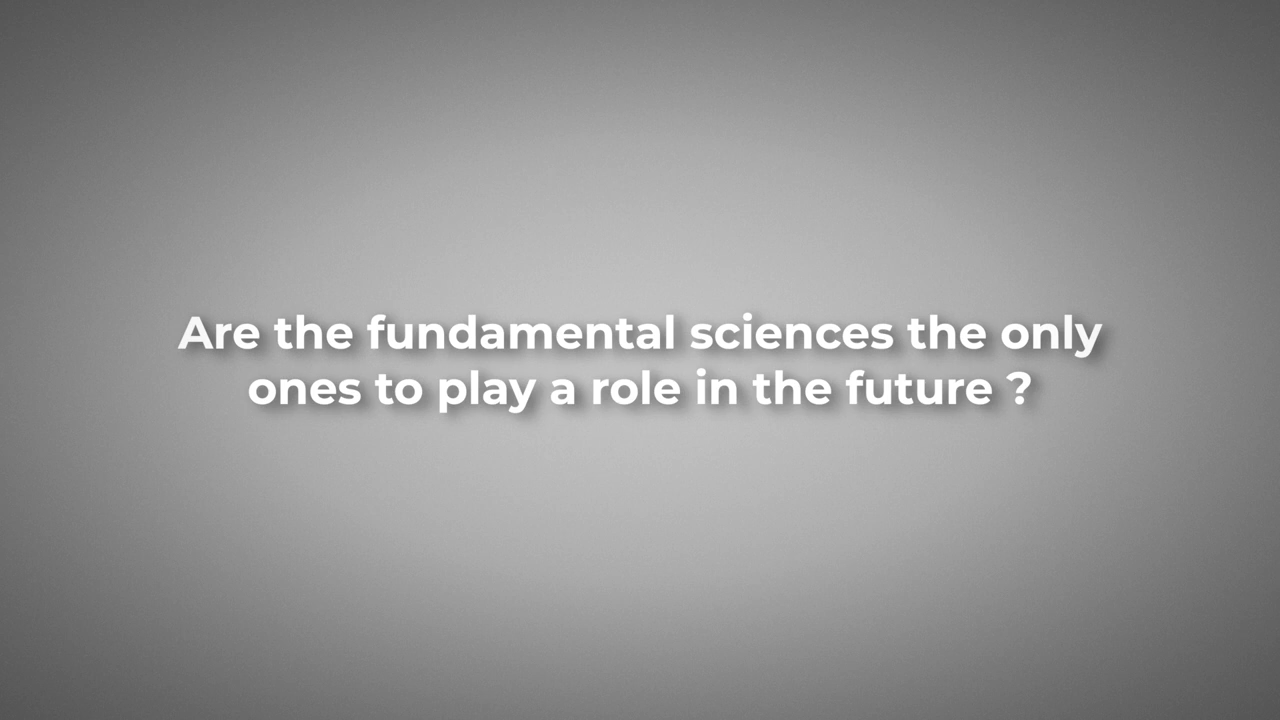 Are the fundamental sciences the only
ones to play a role in the future ?